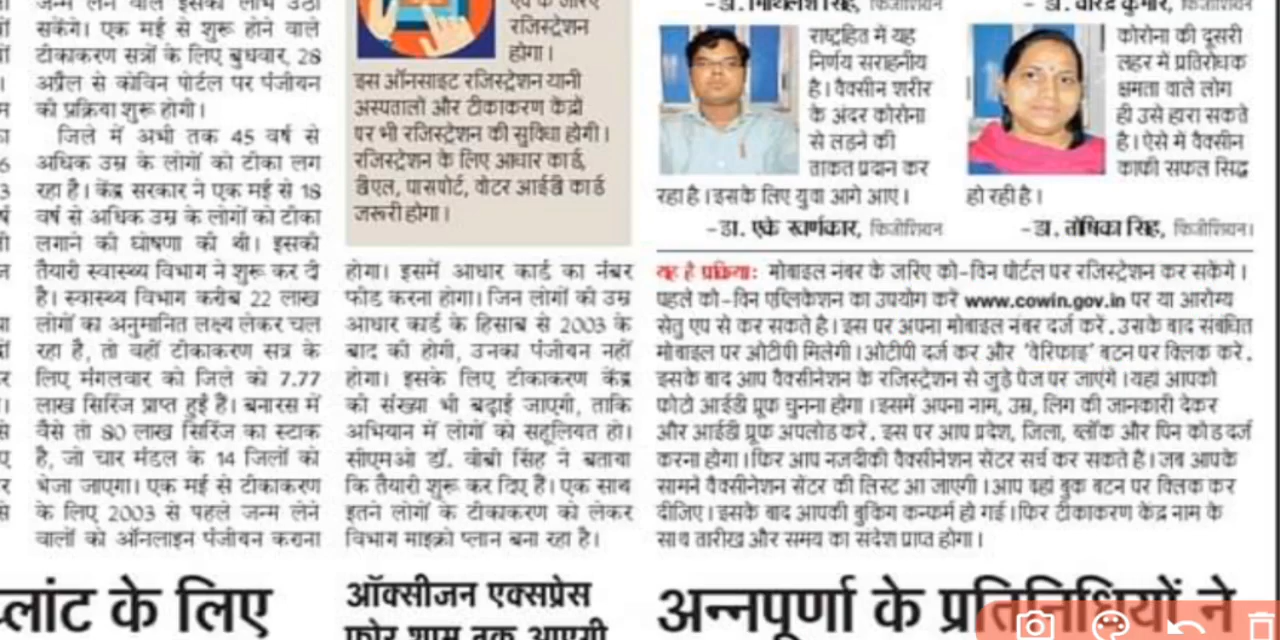 जन्म लेने वाले इसका लाभ उठा
सकेंगे। एक मई से शुरू होने वाले
टीकाकरण सत्रों के लिए बुधवार, 28
अप्रैल से कोविन पोर्टल पर पंजीयन
की प्रक्रिया शुरू होगी।
जिले में अभी तक 45 वर्ष से
अधिक उम्र के लोगों को टीका लग
रहा है। केंद्र सरकार ने एक मई से 18
वर्ष से अधिक उम्र के लोगों को टीका
लगाने की घोषणा की थी। इसकी
तैयारी स्वास्थ्य विभाग ने शुरू कर दी
है। स्वास्थ्य विभाग करीब 22 लाख
लोगों का अनुमानित लक्ष्य लेकर चल
रहा है, तो वहीं टीकाकरण सत्र के
लिए मंगलवार को जिले को 7.77
लाख सिरिंज प्राप्त हुई हैं। बनारस में
वैसे तो 80 लाख सिरिंज का स्टाक
है, जो चार मंडल के 14 जिलों को
भेजा जाएगा। एक मई से टीकाकरण
के लिए 2003 से पहले जन्म लेने
वालों को ऑनलाइन पंजीयन कराना
रजिस्ट्रेशन
होगा।
इस ऑनसाइट रजिस्ट्रेशन यानी
अस्पतालों और टीकाकरण केंद्रों
पर भी रजिस्ट्रेशन की सुविधा होगी।
रजिस्ट्रेशन के लिए आधार कार्ड,
डीएल, पासपोर्ट, वोटर आईडी कार्ड
जरूरी होगा।
होगा। इसमें आधार कार्ड का नंबर
फीड करना होगा। जिन लोगों की उम्र
आधार कार्ड के हिसाब से 2003 के
बाद की होगी, उनका पंजीयन नहीं
होगा। इसके लिए टीकाकरण केंद्र
की संख्या भी बढ़ाई जाएगी, ताकि
अभियान में लोगों को सहूलियत हो।
सीएमओ डॉ. वीबी सिंह ने बताया
कि तैयारी शुरू कर दिए हैं। एक साथ
इतने लोगों के टीकाकरण को लेकर
विभाग माइक्रो प्लान बना रहा है।
-डा. मिथिलेश सिंह, फिजीशियन
राष्ट्रहित में यह
निर्णय सराहनीय
है। वैक्सीन शरीर
के अंदर कोरोना
से लड़ने की
ताकत प्रदान कर
रहा है। इसके लिए युवा आगे आएं।
-डा. एके स्वर्णकार, फिजीशियन
- डा. वीरेंद्र कुमार, फिजीशियन
कोरोना की दूसरी
लहर में प्रतिरोधक
क्षमता वाले लोग
ही उसे हारा सकते
है। ऐसे में वैक्सीन
काफी सफल सिद्ध
हो रही है।
-डा. तोषिका सिंह, फिजीशियन।
यह है प्रक्रिया: मोबाइल नंबर के जरिए को-विन पोर्टल पर रजिस्ट्रेशन कर सकेंगे।
पहले को-विन एप्लिकेशन का उपयोग करें www.cowin.gov.in पर या आरोग्य
सेतु एप से कर सकते है। इस पर अपना मोबाइल नंबर दर्ज करें. उसके बाद संबंधित
मोबाइल पर ओटीपी मिलेगी। ओटीपी दर्ज कर और 'वेरिफाइ' बटन पर क्लिक करें.
इसके बाद आप वैक्सीनेशन के रजिस्ट्रेशन से जुड़े पेज पर जाएंगे। यहां आपको
फोटो आईडी प्रूफ चुनना होगा। इसमें अपना नाम, उम्र, लिंग की जानकारी देकर
और आईडी प्रूफ अपलोड करें. इस पर आप प्रदेश, जिला, ब्लॉक और पिन कोड दर्ज
करना होगा। फिर आप नजदीकी वैक्सीनेशन सेंटर सर्च कर सकते हैं। जब आपके
सामने वैक्सीनेशन सेंटर की लिस्ट आ जाएगी। आप वहां बुक बटन पर क्लिक कर
दीजिए। इसके बाद आपकी बुकिंग कन्फर्म हो गई। फिर टीकाकरण केंद्र नाम के
साथ तारीख और समय का संदेश प्राप्त होगा।
प्लांट के लिए
ऑक्सीजन एक्सप्रेस
अन्नपूर्णा के प्रतिनिधियों ने